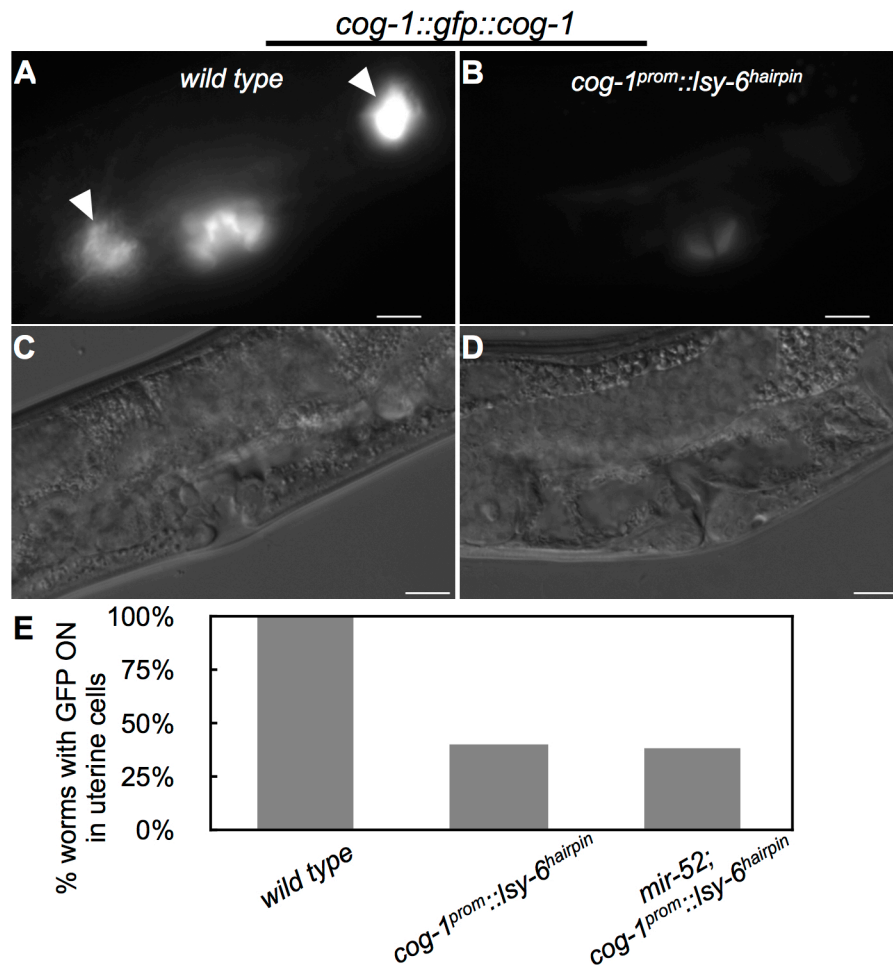 cog-1::gfp::cog-1
A wild type
B cog-1prom::lsy-6hairpin
C
D
E
% worms with GFP ON
in uterine cells
100%
75%
50%
25%
0%
wild type
cog-1prom::lsy-6hairpin
mir-52;
cog-1prom::lsy-6hairpin